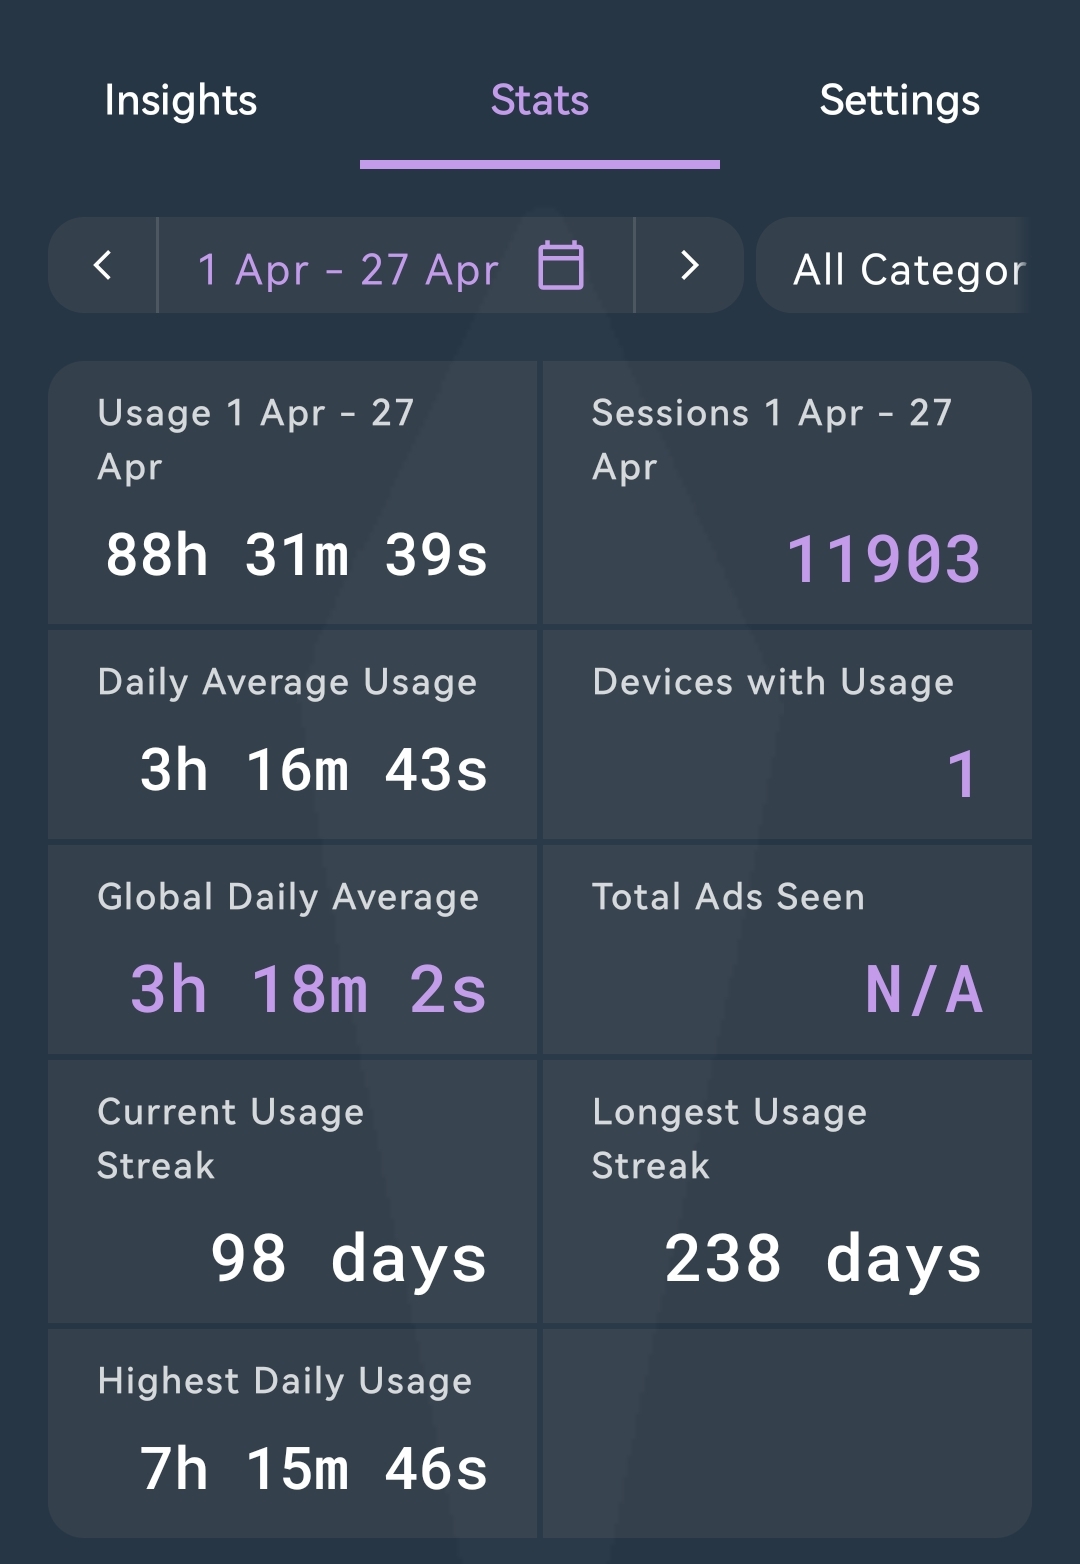 Insights
Stats
Settings
1 Apr - 27 Apr
All Categor
Usage 1 Apr - 27
Apr
88h 31m 39s
Sessions 1 Apr - 27
Apr
11903
Daily Average Usage
3h 16m 43s
Devices with Usage
1
Global Daily Average
3h 18m 2s
Total Ads Seen
N/A
Current Usage
Streak
98 days
Longest Usage
Streak
238 days
Highest Daily Usage
7h 15m 46s